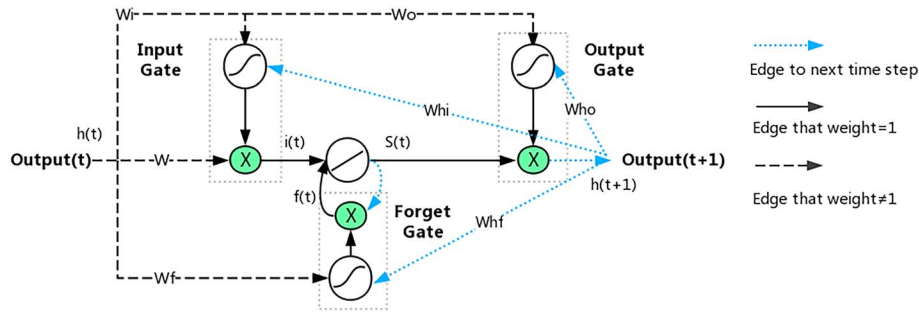 Wi
Wo
Input
Gate
Output
Gate
Edge to next time step
Whi
Who
h(t)
Edge that weight=1
Output(t)
W
X
i(t)
S(t)
X
Output(t+1)
h(t+1)
f(t)
X
Forget
Gate
Whf
Edge that weight≠1
Wf